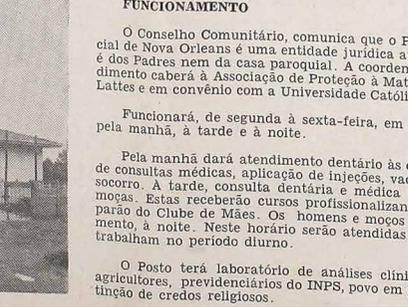 FUNCIONAMENTO
O Conselho Comunitário, comunica que o P
cial de Nova Orleans é uma entidade jurídica a
é dos Padres nem da casa paroquial. A coorden
dimento caberá à Associação de Proteção à Mat
Lattes e em convênio com a Universidade Católi
Funcionará, de segunda à sexta-feira, em
pela manhã, à tarde e à noite.
Pela manhã dará atendimento dentário às c
de consultas médicas, aplicação de injeções, vac
socorro. À tarde, consulta dentária e médica
moças. Estas receberão cursos profissionalizan
parão do Clube de Mães. Os homens e moços
mento, à noite. Neste horário serão atendidas
trabalham no período diurno.
O Posto terá laboratório de análises clíni
agricultores, previdenciários do INPS, povo em
tinção de credos religiosos.